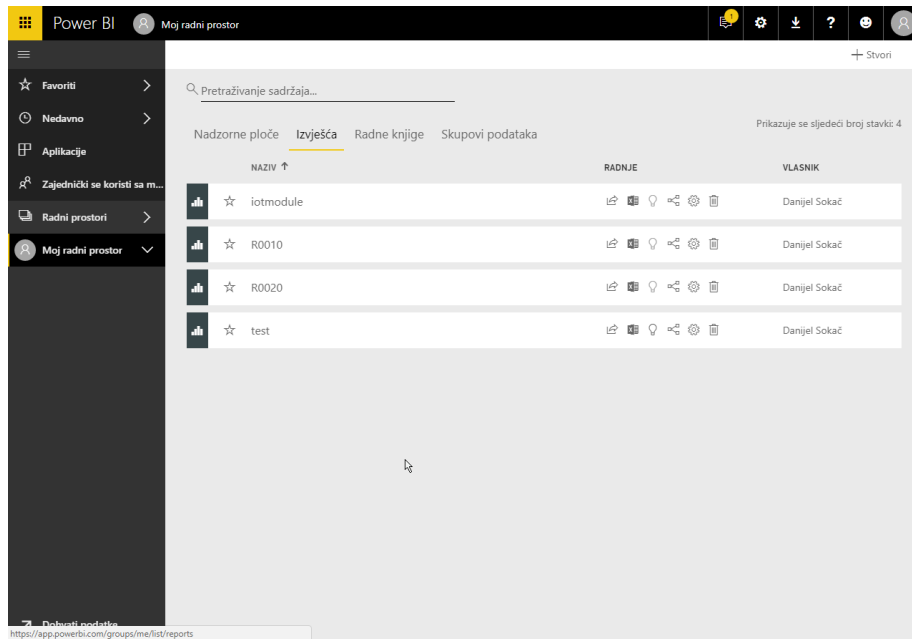 Power BI Moj radni prostor 1 ?
+ Stvori
Favoriti
Nedavno
Aplikacije
Zajednički se koristi sa m...
Radni prostori
Moj radni prostor
Pretraživanje sadržaja...
Nadzorne ploče Izvješća Radne knjige Skupovi podataka
Prikazuje se sljedeći broj stavki: 4
NAZIV RADNJE VLASNIK
iotmodule Danijel Sokač
R0010 Danijel Sokač
R0020 Danijel Sokač
test Danijel Sokač
Dohvati podatke
https://app.powerbi.com/groups/me/list/reports